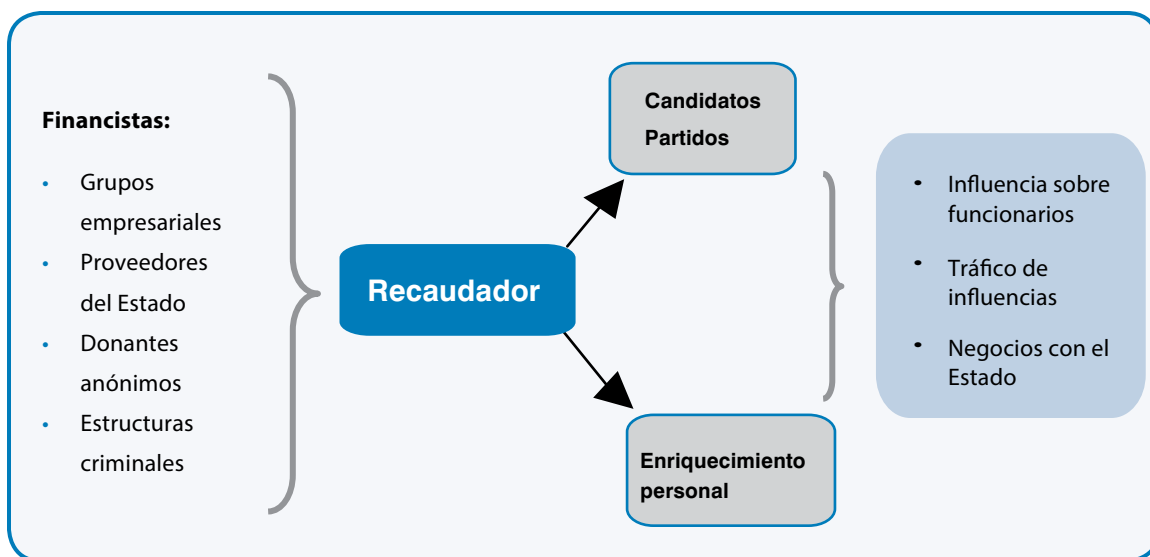 Financistas:
• Grupos
empresariales
• Proveedores
del Estado
• Donantes
anónimos
• Estructuras
criminales
Recaudador
Candidatos
Partidos
Enriquecimiento
personal
• Influencia sobre
funcionarios
• Tráfico de
influencias
• Negocios con el
Estado